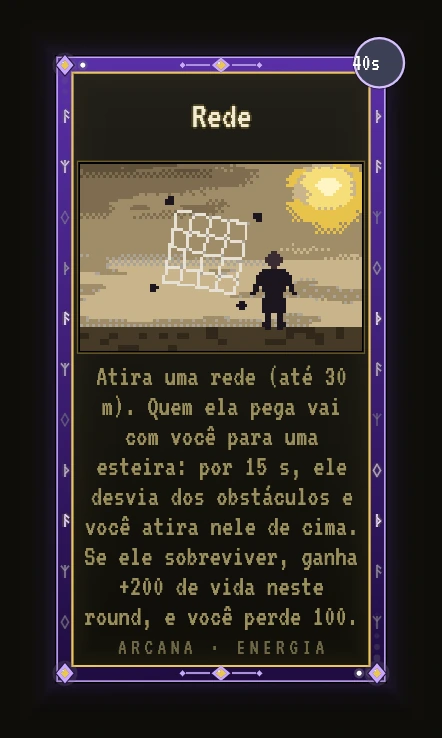 40s
Rede
Atira uma rede (até 30
m). Quem ela pega vai
com você para uma
esteira: por 15 s, ele
desvia dos obstáculos e
você atira nele de cima.
Se ele sobreviver, ganha
+200 de vida neste
round, e você perde 100.
ARCANA · ENERGIA